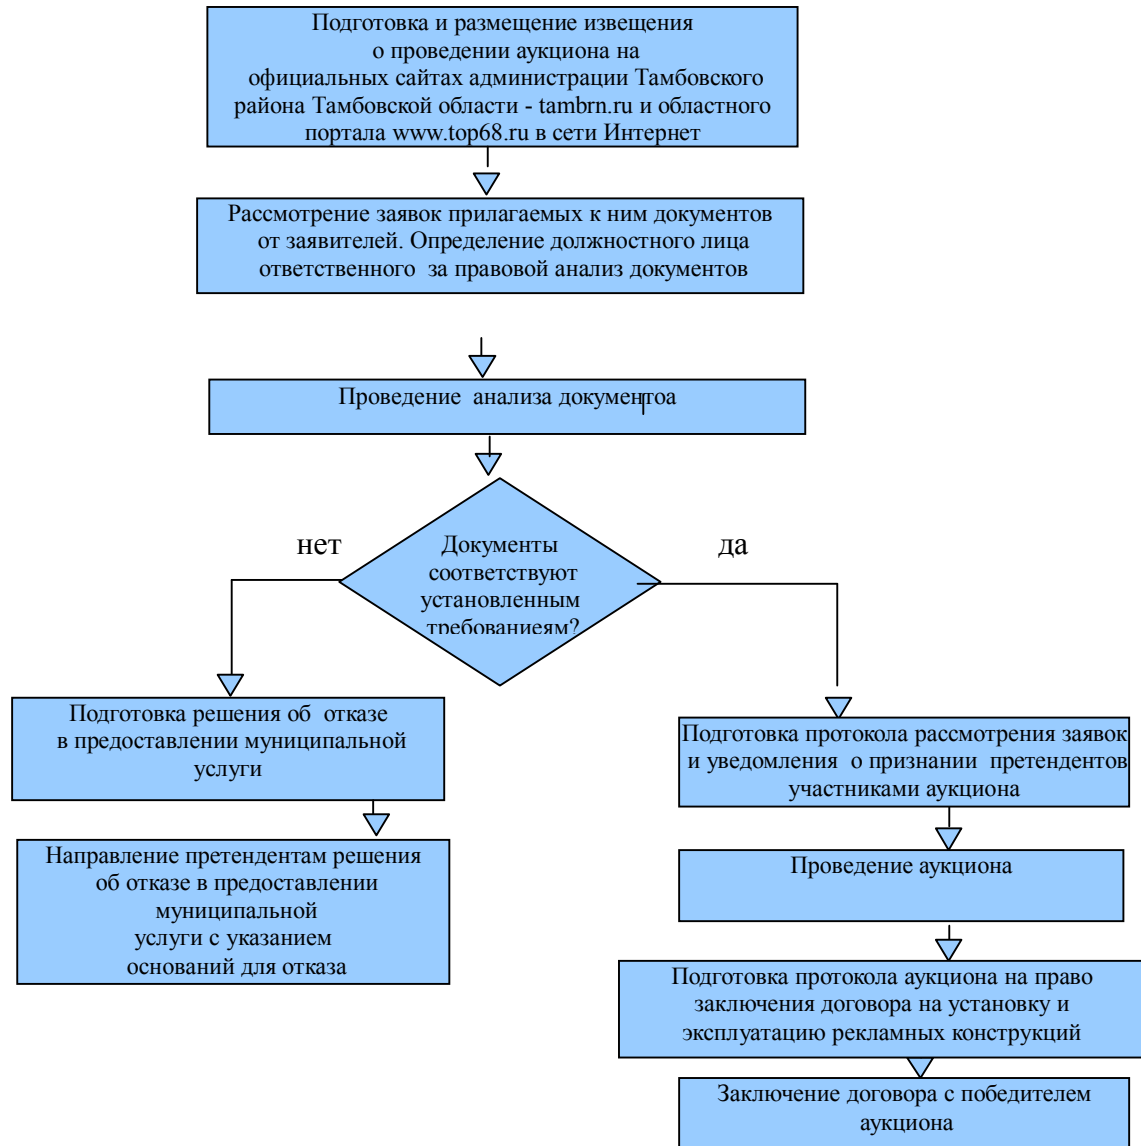 Подготовка и размещение извещения
о проведении аукциона на
официальных сайтах администрации Тамбовского
района Тамбовской области - tambrn.ru и областного
портала www.top68.ru в сети Интернет
Рассмотрение заявок прилагаемых к ним документов
от заявителей. Определение должностного лица
ответственного за правовой анализ документов
Проведение анализа документоа
нет
да
Документы
соответствуют
установленным
требованиеям?
Подготовка решения об отказе
в предоставлении муниципальной
услуги
Направление претендентам решения
об отказе в предоставлении
муниципальной
услуги с указанием
оснований для отказа
Подготовка протокола рассмотрения заявок
и уведомления о признании претендентов
участниками аукциона
Проведение аукциона
Подготовка протокола аукциона на право
заключения договора на установку и
эксплуатацию рекламных конструкций
Заключение договора с победителем
аукциона